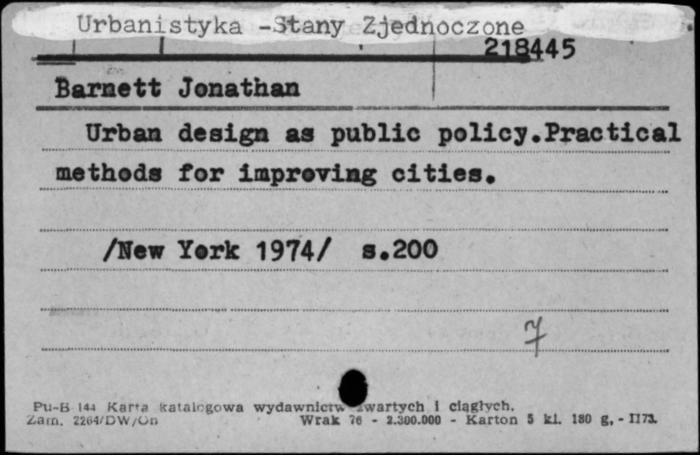 Urbanistyka -Stany Zjednoczone
218445
Barnett Jonathan
Urban design as public policy.Practical
methods for improving cities.
/New York 1974/ s.200
7
Pu-B 144 Karta katalogowa wydawnictw zwartych i ciągłych.
Zam. 2264/DW/On Wrak 76 - 2.300.000 - Karton 5 kl. 180 g, - II73.